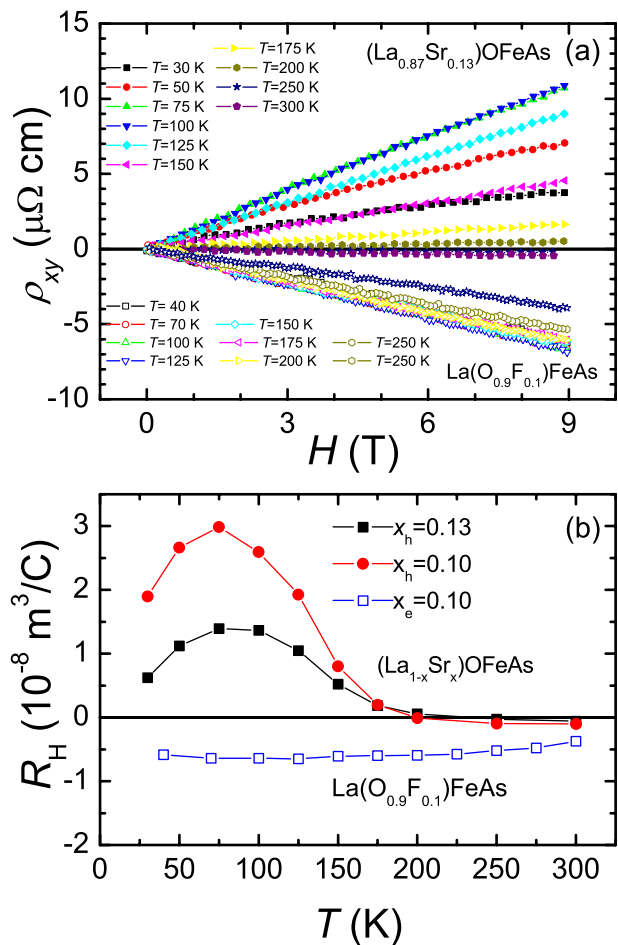 (a)
(La0.87Sr0.13)OFeAs
T= 30 K
T= 50 K
T= 75 K
T=100 K
T=125 K
T=150 K
T=175 K
T=200 K
T=250 K
T=300 K
15
10
5
0
-5
-10
ρxy (μΩ cm)
T= 40 K
T= 70 K
T=100 K
T=125 K
T=150 K
T=175 K
T=200 K
T=250 K
T=250 K
La(O0.9F0.1)FeAs
0 3 6 9
H (T)
(b)
xh=0.13
xh=0.10
xe=0.10
(La1-xSrx)OFeAs
La(O0.9F0.1)FeAs
3
2
1
0
-1
-2
RH (10-8 m3/C)
0 50 100 150 200 250 300
T (K)